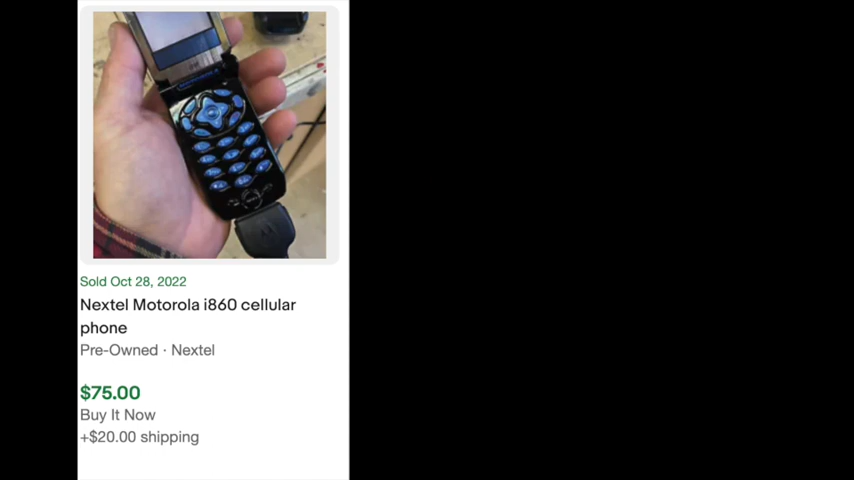 Sold Oct 28, 2022
Nextel Motorola i860 cellular
phone
Pre-Owned · Nextel
$75.00
Buy It Now
+$20.00 shipping